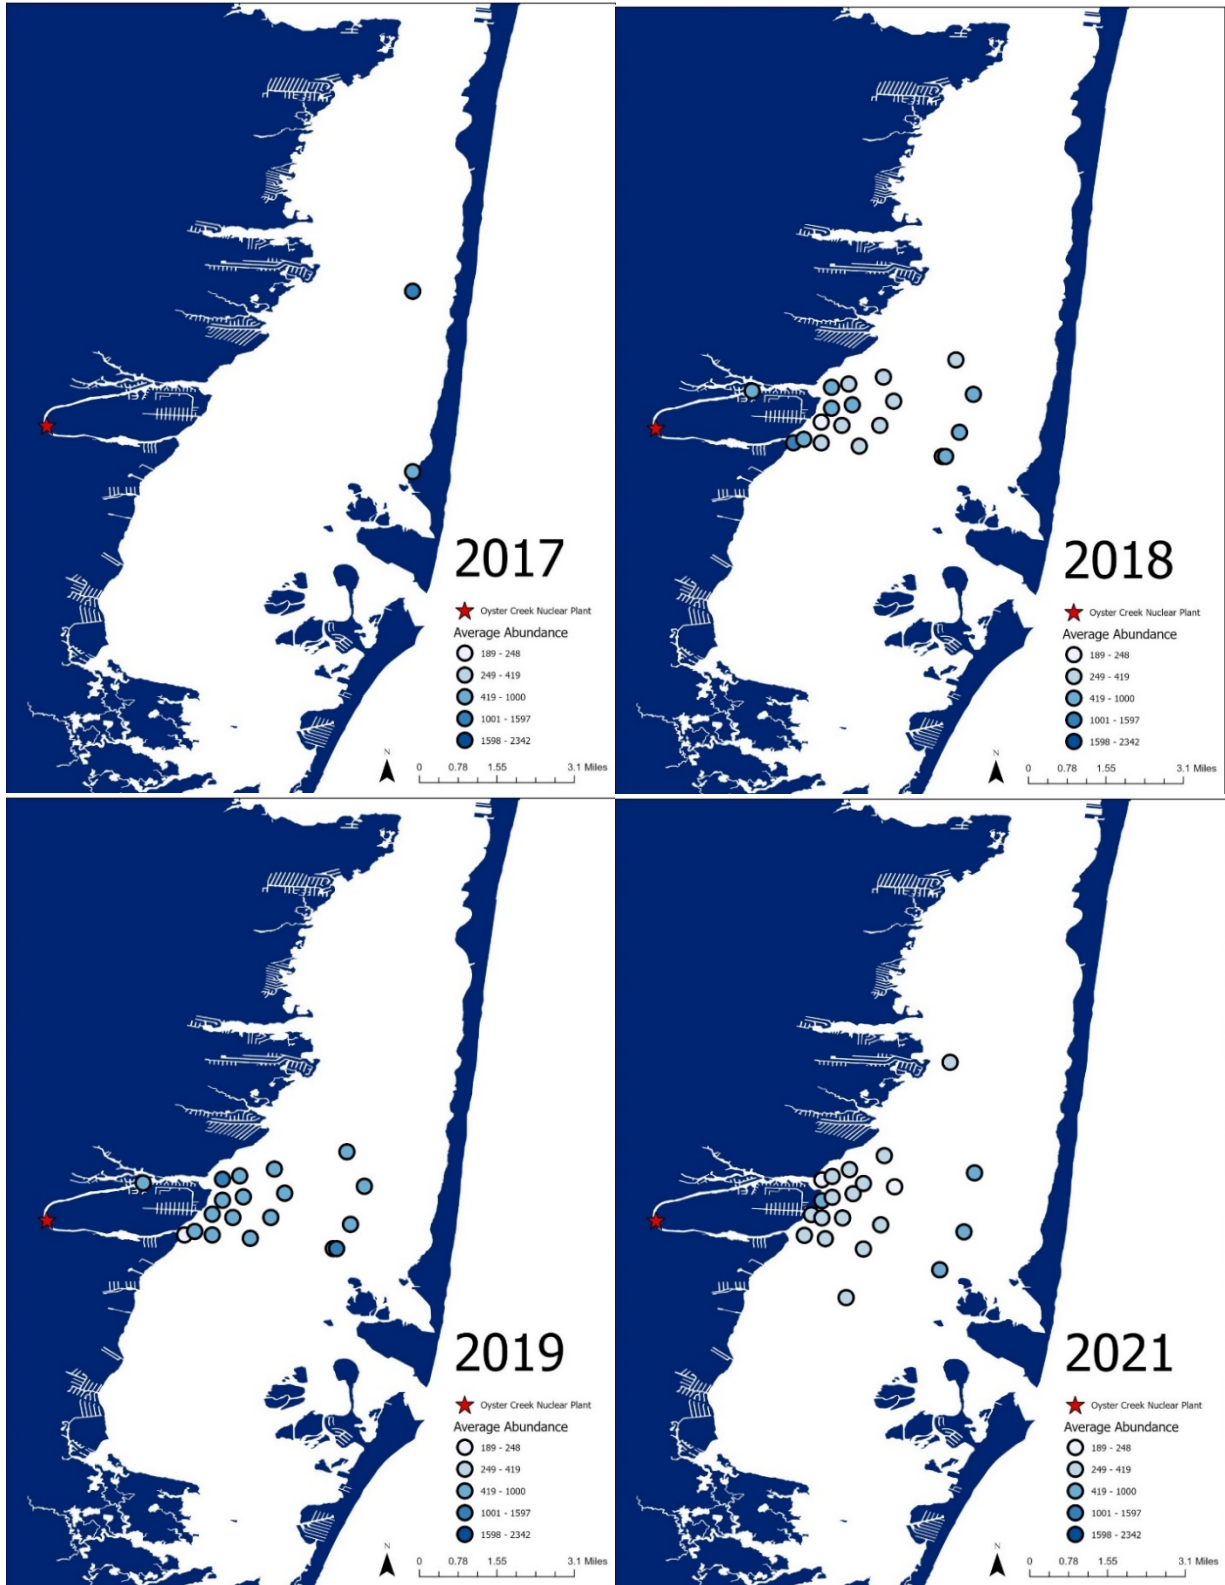 2017
Oyster Creek Nuclear Plant
Average Abundance
189 - 248
249 - 419
419 - 1000
1001 - 1597
1598 - 2342
N
0 0.78 1.55 3.1 Miles
2018
Oyster Creek Nuclear Plant
Average Abundance
189 - 248
249 - 419
419 - 1000
1001 - 1597
1598 - 2342
N
0 0.78 1.55 3.1 Miles
2019
Oyster Creek Nuclear Plant
Average Abundance
189 - 248
249 - 419
419 - 1000
1001 - 1597
1598 - 2342
N
0 0.78 1.55 3.1 Miles
2021
Oyster Creek Nuclear Plant
Average Abundance
189 - 248
249 - 419
419 - 1000
1001 - 1597
1598 - 2342
N
0 0.78 1.55 3.1 Miles